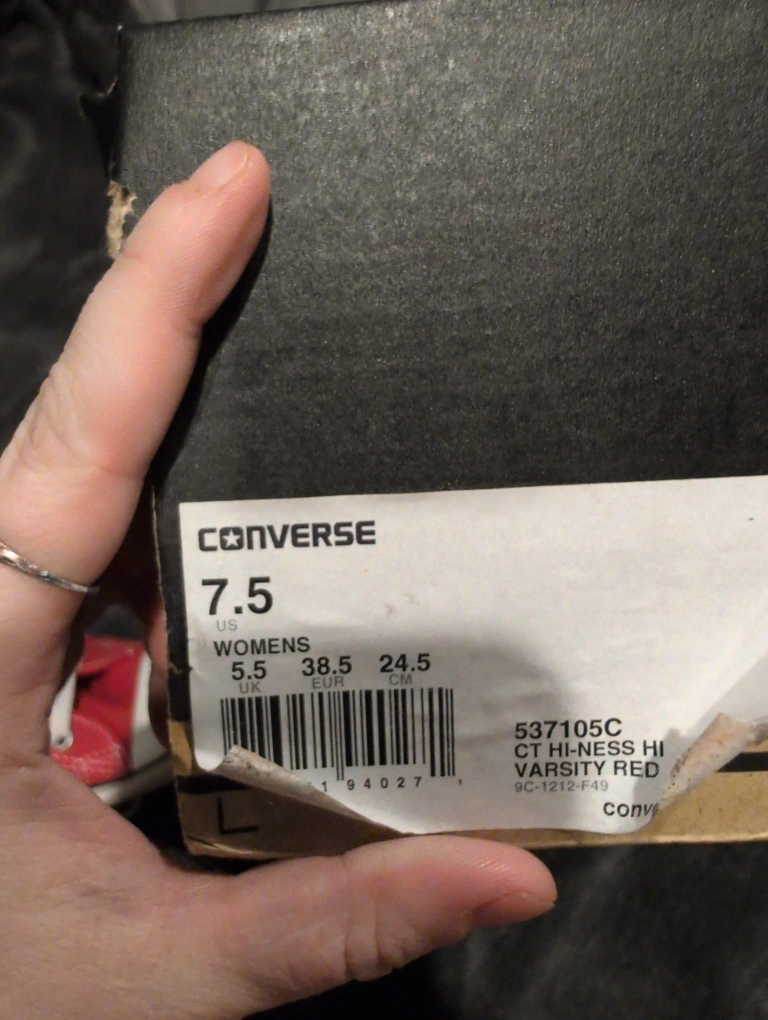 CONVERSE
7.5
US
WOMENS
5.5 38.5 24.5
UK EUR CM
1 94027 1
537105C
CT HI-NESS HI
VARSITY RED
9C-1212-F49
L